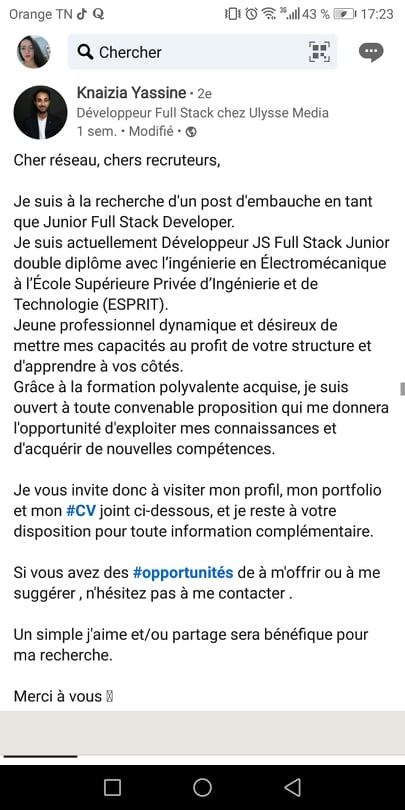 Orange TN
43 % 17:23
Chercher
Knaizia Yassine • 2e
Développeur Full Stack chez Ulysse Media
1 sem. • Modifié •
Cher réseau, chers recruteurs,
Je suis à la recherche d'un post d'embauche en tant
que Junior Full Stack Developer.
Je suis actuellement Développeur JS Full Stack Junior
double diplôme avec l'ingénierie en Électromécanique
à l'École Supérieure Privée d'Ingénierie et de
Technologie (ESPRIT).
Jeune professionnel dynamique et désireux de
mettre mes capacités au profit de votre structure et
d'apprendre à vos côtés.
Grâce à la formation polyvalente acquise, je suis
ouvert à toute convenable proposition qui me donnera
l'opportunité d'exploiter mes connaissances et
d'acquérir de nouvelles compétences.
Je vous invite donc à visiter mon profil, mon portfolio
et mon #CV joint ci-dessous, et je reste à votre
disposition pour toute information complémentaire.
Si vous avez des #opportunités de à m'offrir ou à me
suggérer , n'hésitez pas à me contacter .
Un simple j'aime et/ou partage sera bénéfique pour
ma recherche.
Merci à vous